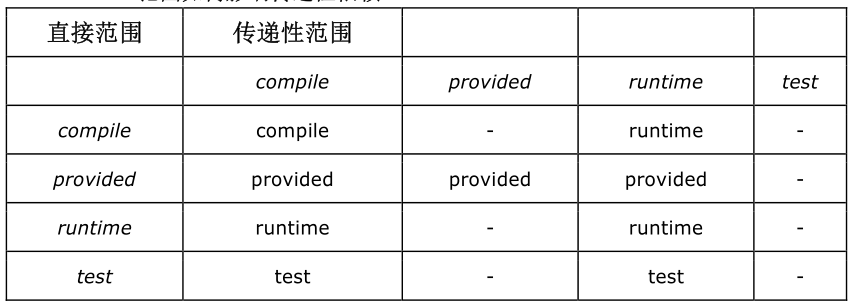 直接范围 传递性范围
compile provided runtime test
compile compile - runtime -
provided provided provided provided -
runtime runtime - runtime -
test test - test -